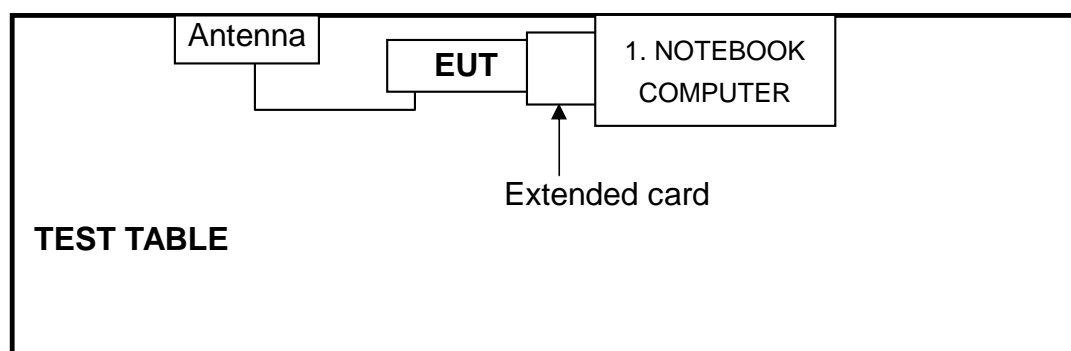 Antenna
EUT
1. NOTEBOOK
COMPUTER
Extended card
TEST TABLE